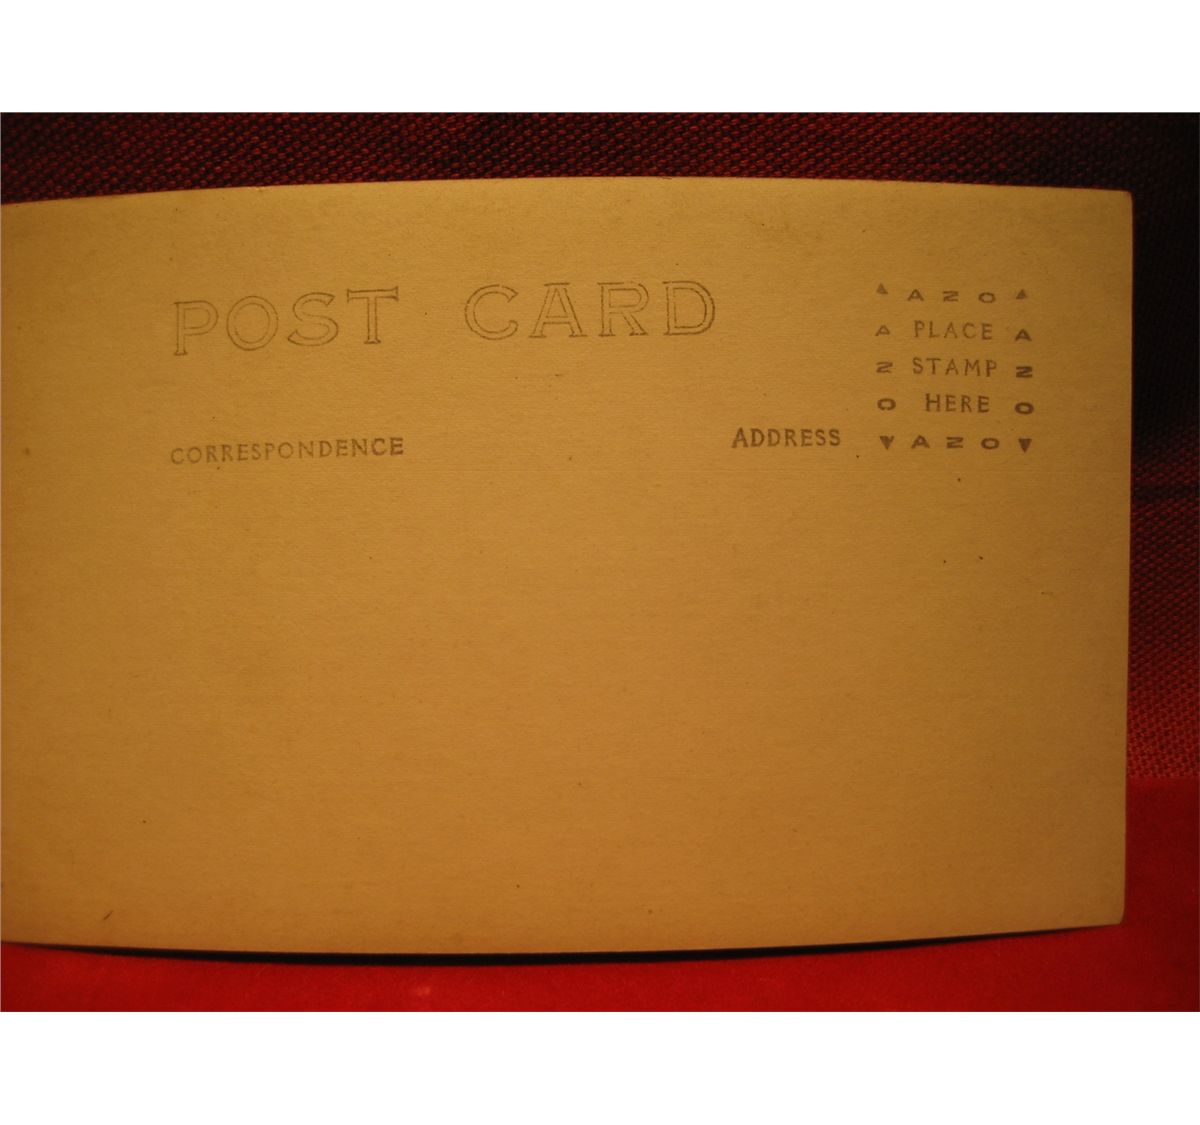 POST CARD
CORRESPONDENCE
ADDRESS
▲ AZO ▲
A PLACE A
Z STAMP Z
O HERE O
▼ AZO ▼